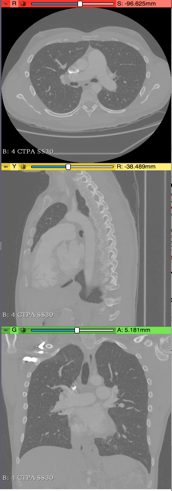 R S: -96.625mm
B: 4 CTPA SS30
Y R: -38.489mm
B: 4 CTPA SS30
G A: 5.181mm
B: 4 CTPA SS30